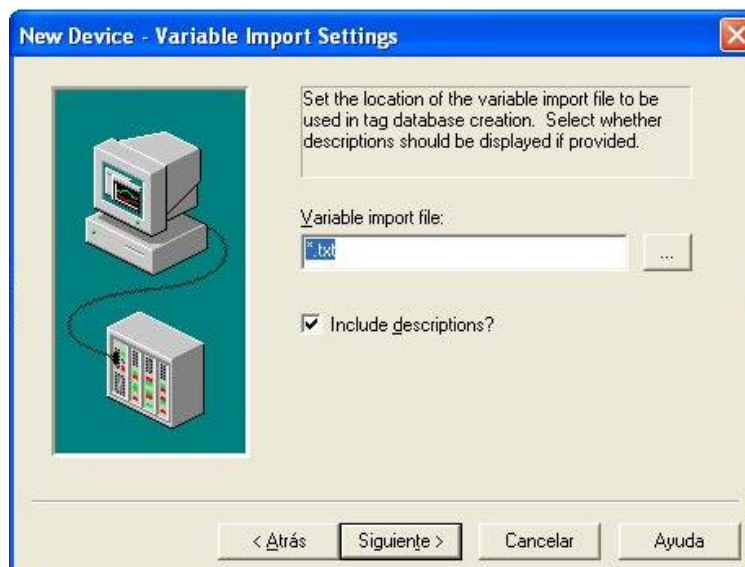 New Device - Variable Import Settings
Set the location of the variable import file to be
used in tag database creation. Select whether
descriptions should be displayed if provided.
Variable import file:
*.txt
...
Include descriptions?
< Atrás
Siguiente >
Cancelar
Ayuda